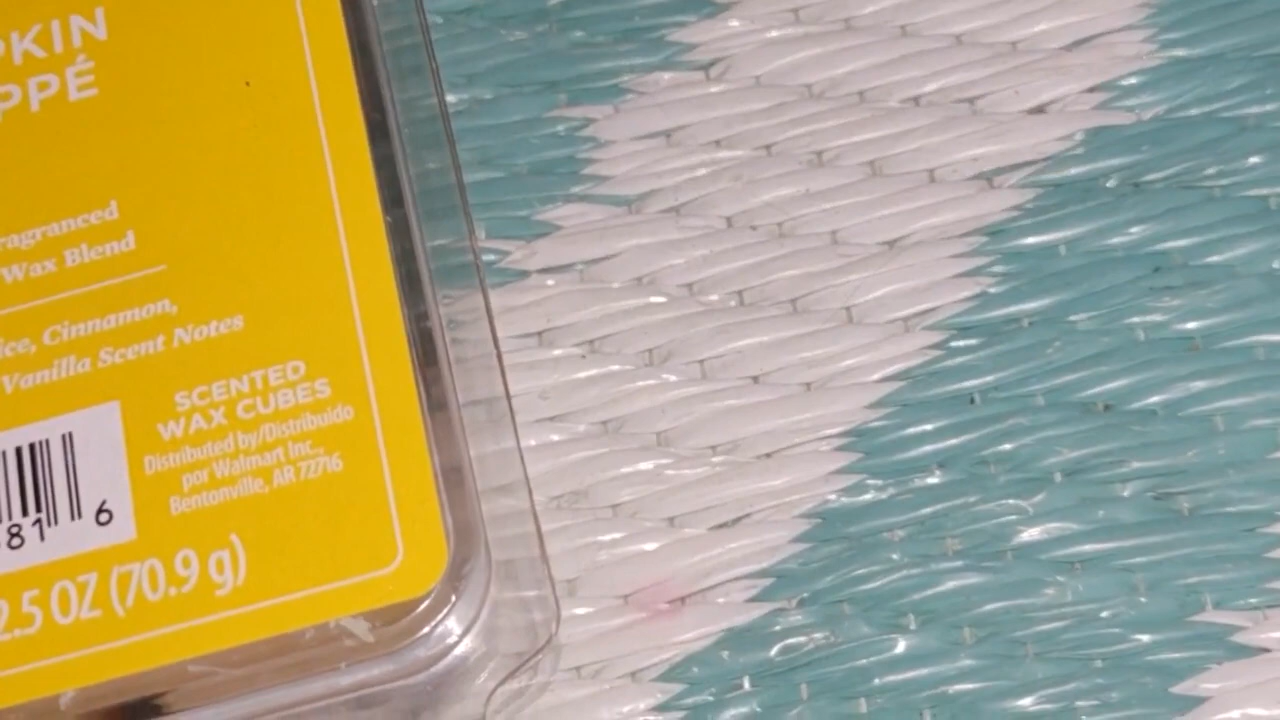 PKIN
PPÉ
ragranced
Wax Blend
ice, Cinnamon,
Vanilla Scent Notes
SCENTED
WAX CUBES
Distributed by/Distribuido
por Walmart Inc.,
Bentonville, AR 72716
81 6
2.5 OZ (70.9 g)